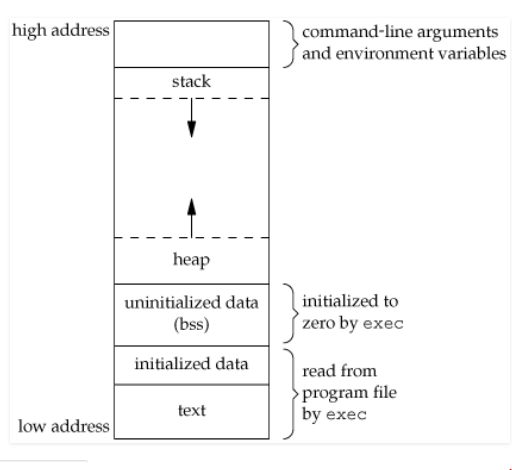 high address
command-line arguments
and environment variables
stack
heap
uninitialized data
(bss)
initialized to
zero by exec
initialized data
read from
program file
by exec
text
low address